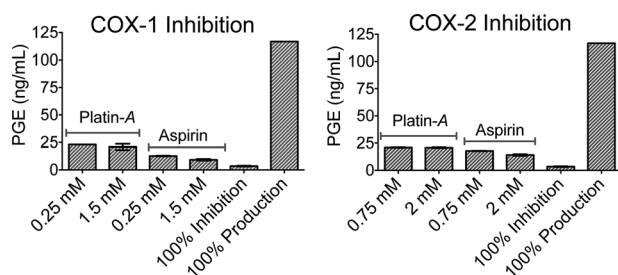 COX-1 Inhibition
PGE (ng/mL)
125
100
75
50
25
0
Platin-A
Aspirin
0.25 mM
1.5 mM
0.25 mM
1.5 mM
100% Inhibition
100% Production
COX-2 Inhibition
PGE (ng/mL)
125
100
75
50
25
0
Platin-A
Aspirin
0.75 mM
2 mM
0.75 mM
2 mM
100% Inhibition
100% Production